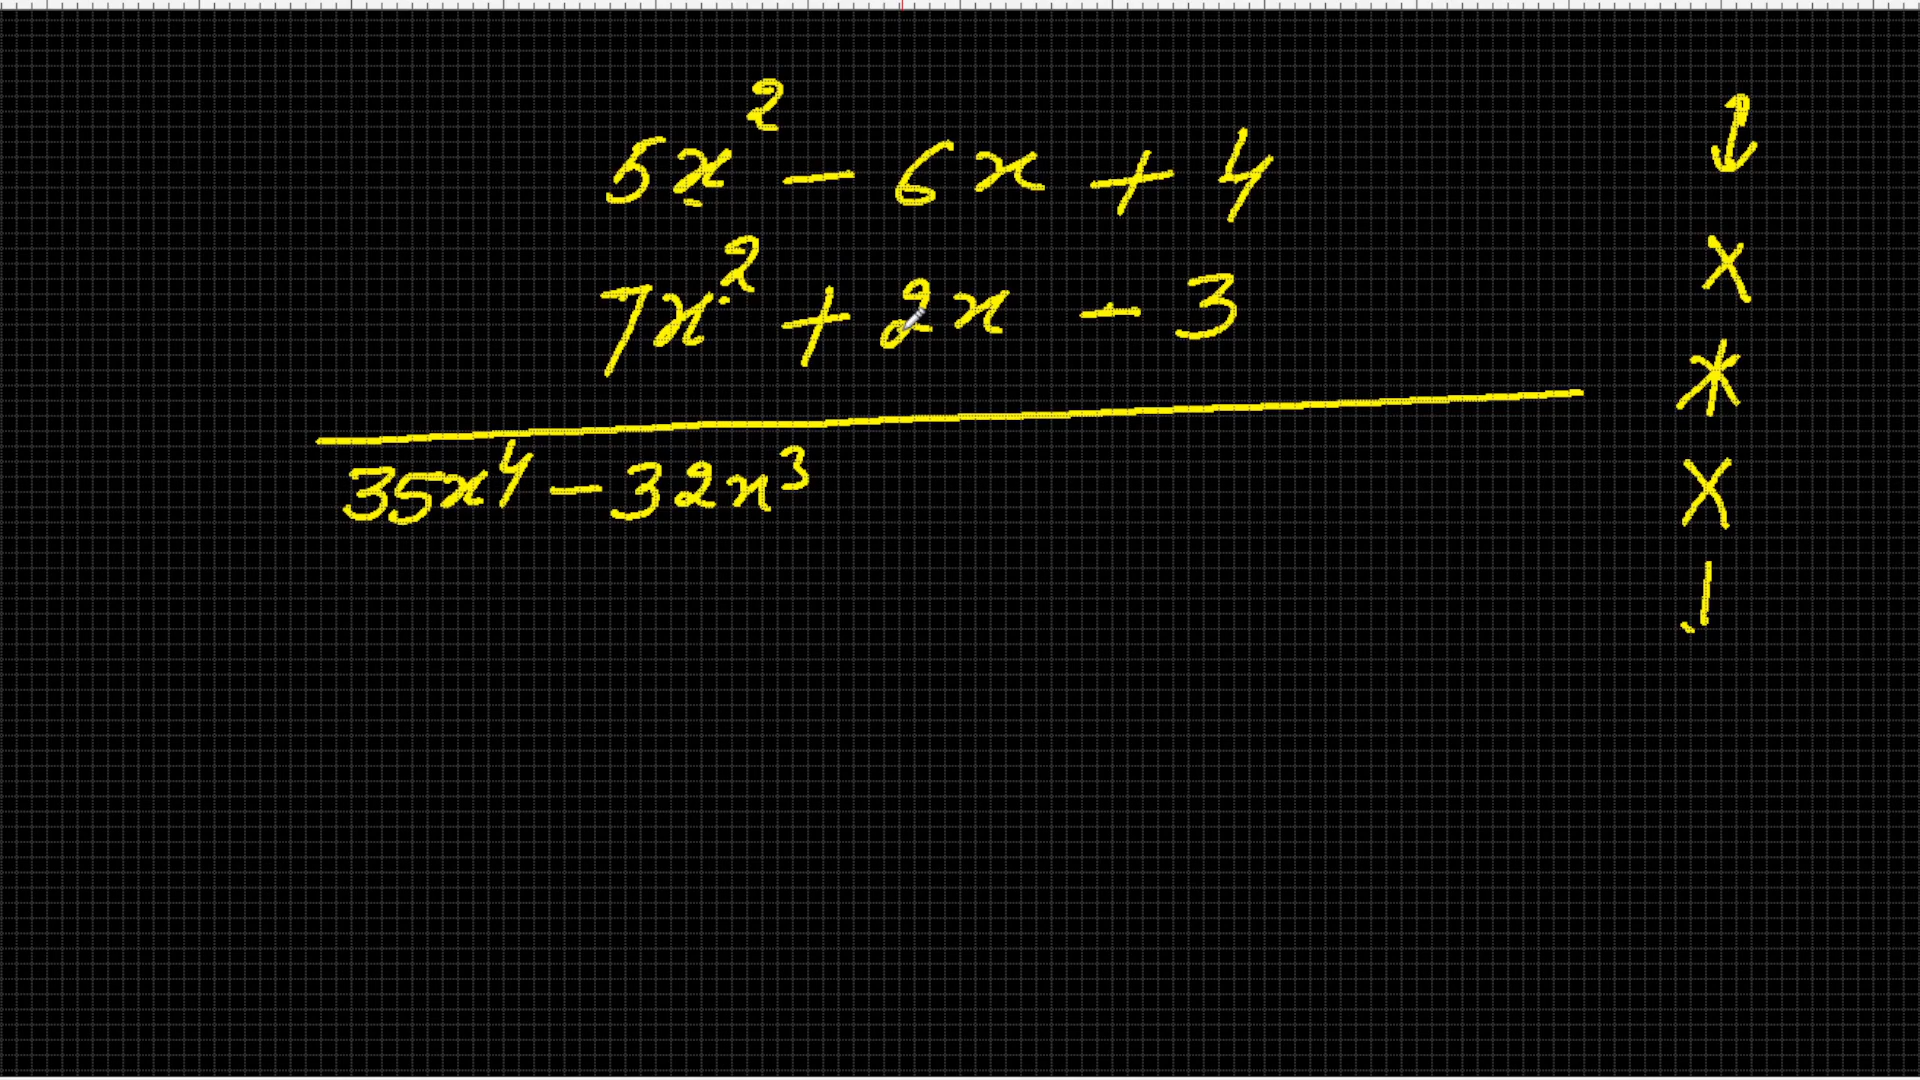 5x² - 6x + 4
7x² + 2x - 3
35x⁴ - 32x³
↓
×
*
×
|